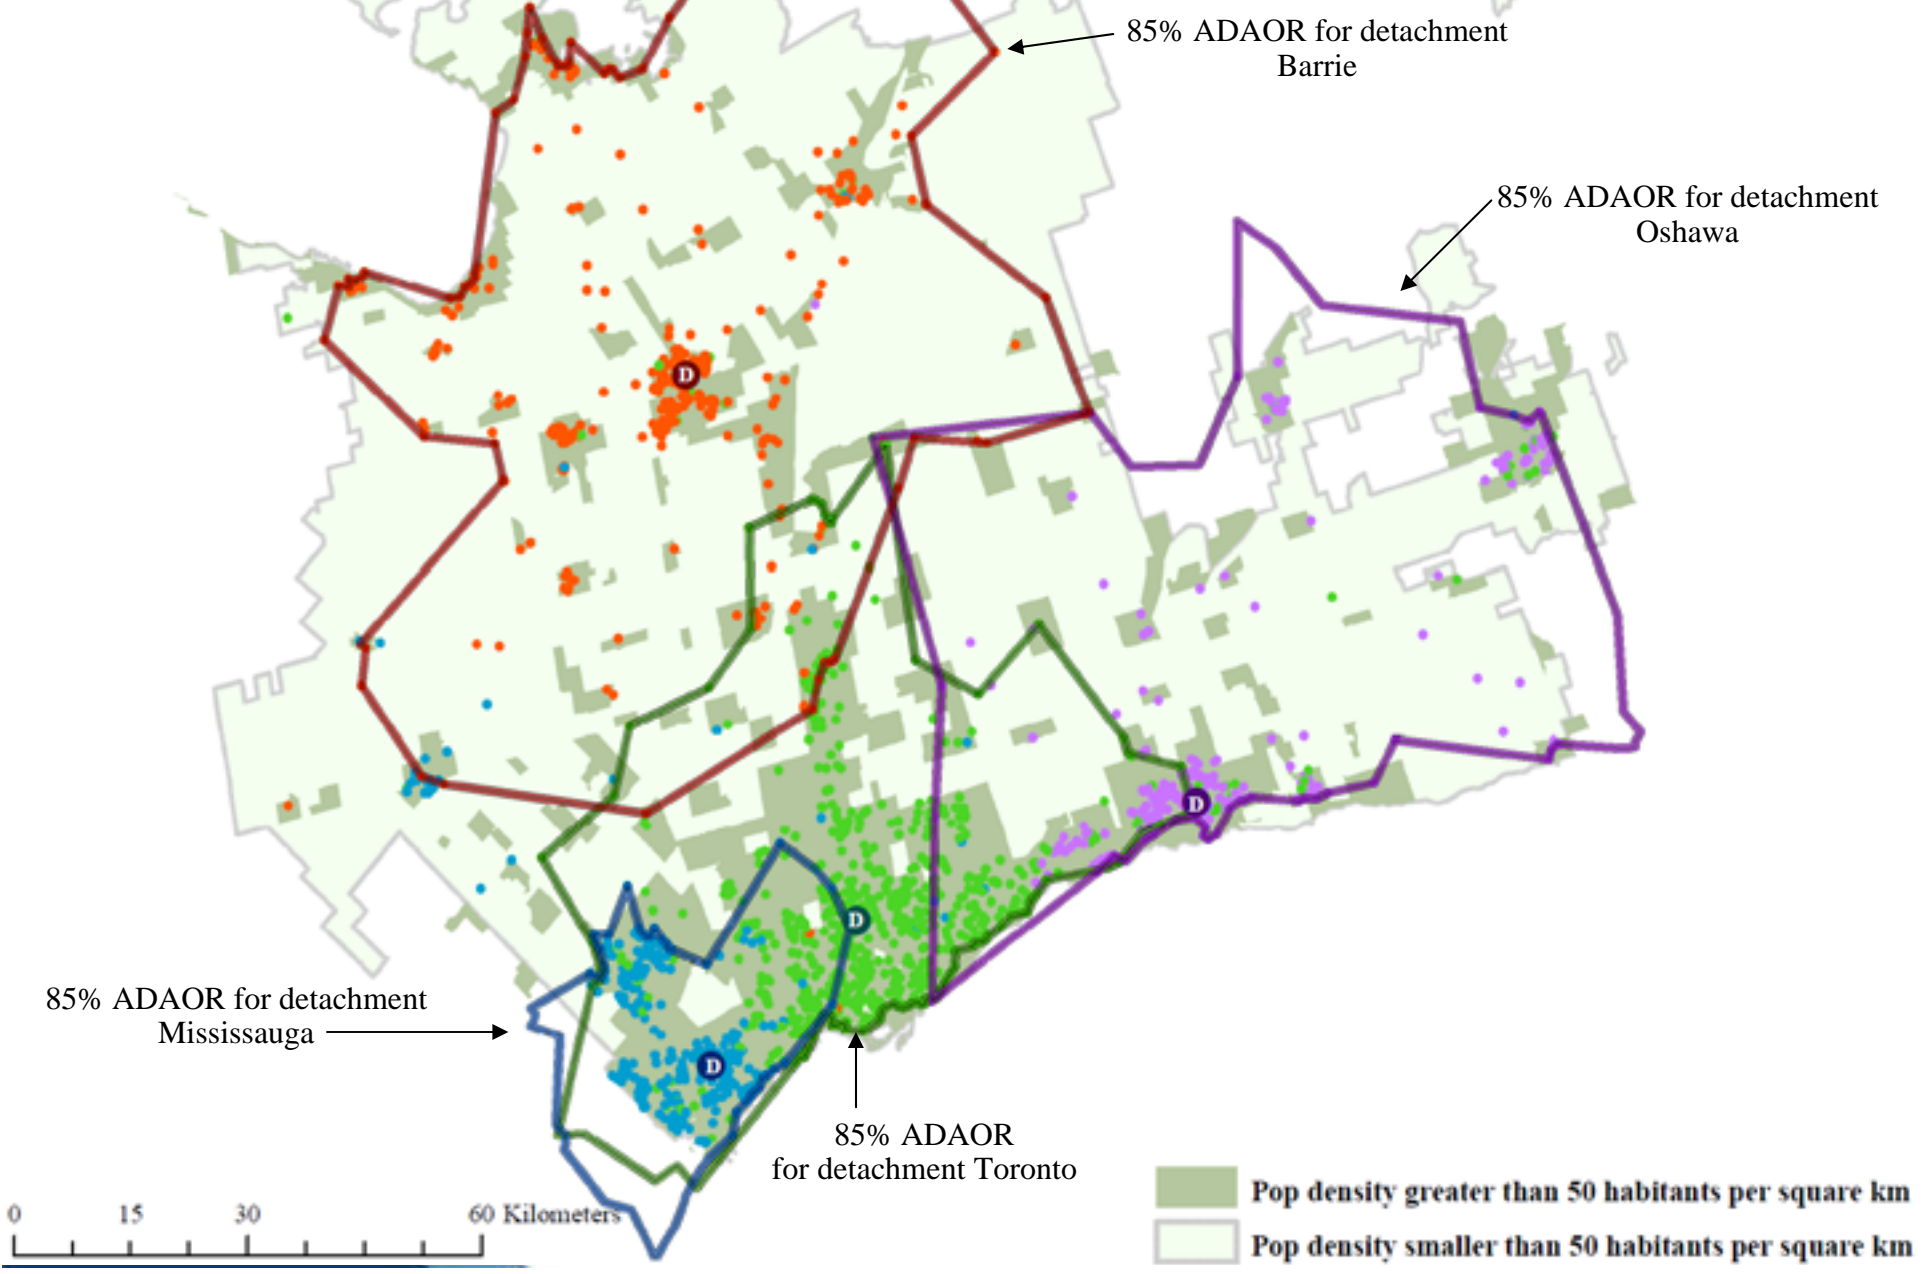 85% ADAOR for detachment
Barrie
85% ADAOR for detachment
Oshawa
D
D
D
D
85% ADAOR for detachment
Mississauga
85% ADAOR
for detachment Toronto
0 15 30 60 Kilometers
Pop density greater than 50 habitants per square km
Pop density smaller than 50 habitants per square km